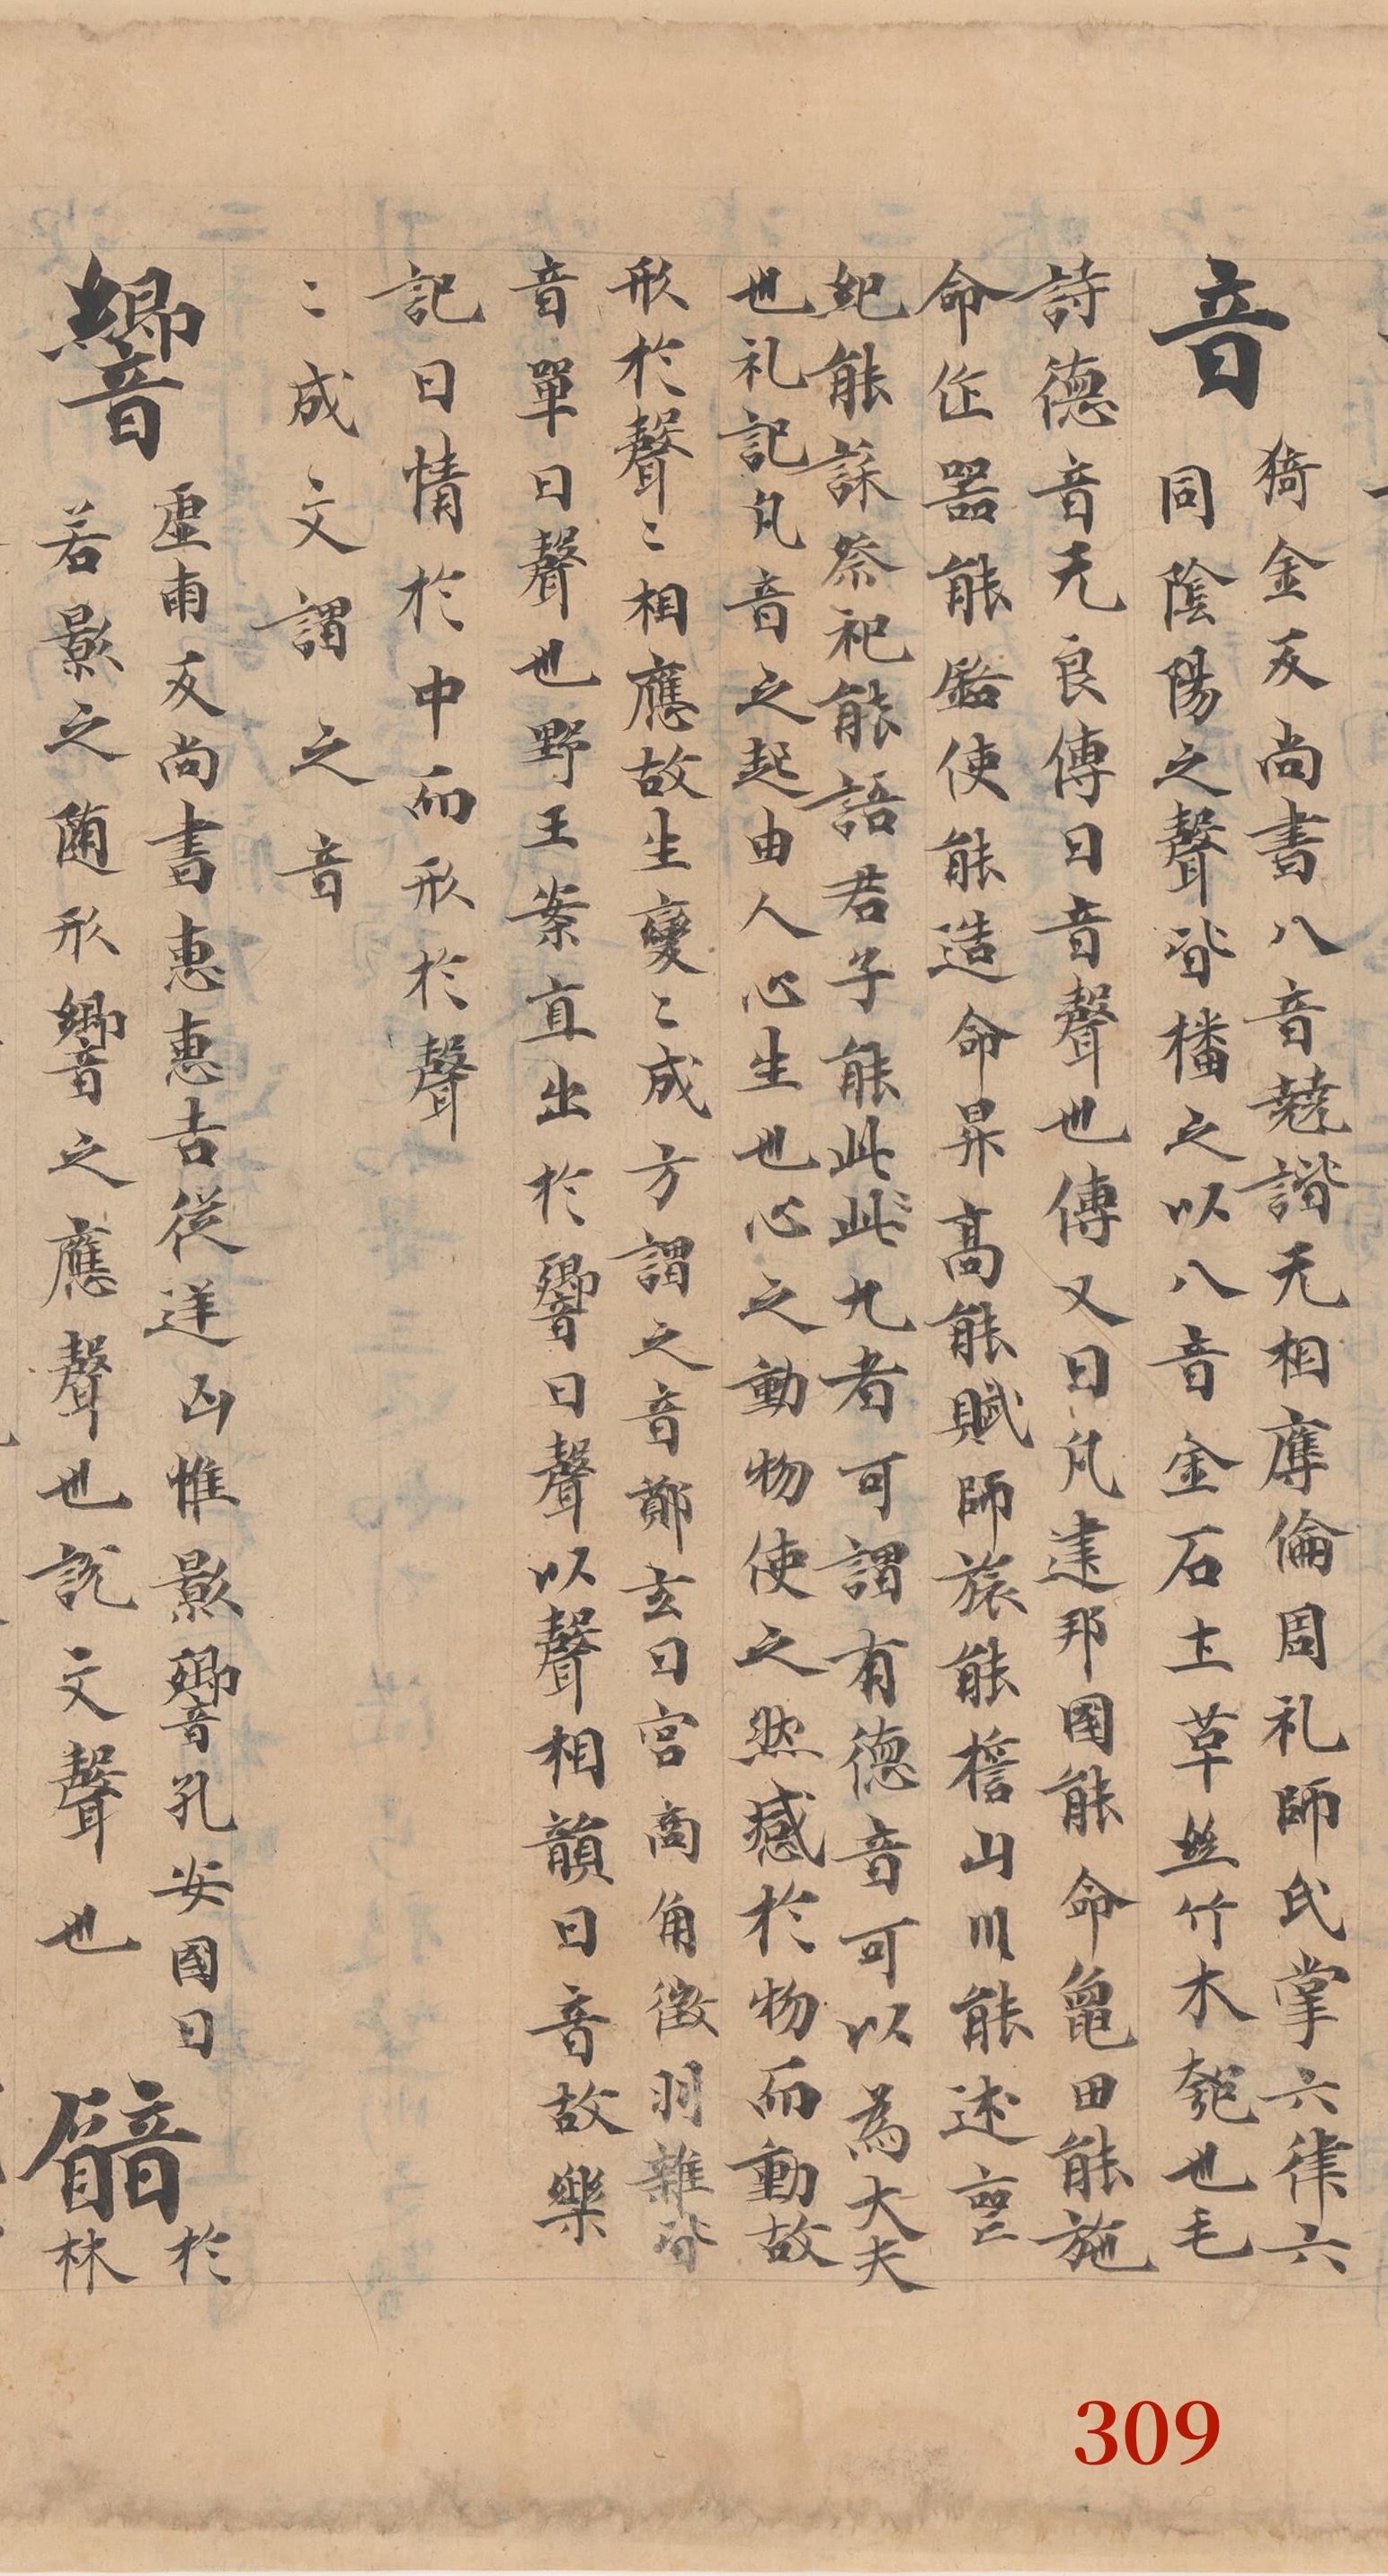 音
猗金反尚書八音諧无相奪倫周礼師氏掌六律六
同陰陽之聲皆播之以八音金石土草丝竹木匏也毛
詩德音无良傳曰音聲也傳又曰凡建邦國能命龜田能施
命作器能銘使能造命昇高能賦師旅能檐山川能述喪
紀能誄祭祀能語君子能此此九者可謂有德音可以為大夫
也礼記凡音之起由人心生也心之動物使之然感於物而動故
形於聲〻相應故生變〻成方謂之音鄭玄曰宮商角徵羽雜皆
音單曰聲也野王案直出於響曰聲以聲相韻曰音故樂
記曰情於中而形於聲
〻成文謂之音
響
虛甫反尚書惠惠吉從逆凶惟影響孔安國曰
若影之随形響之應聲也說文聲也
於
林
309